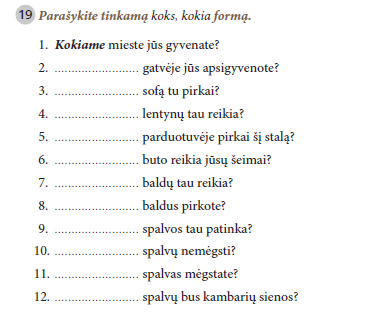 19 Parašykite tinkamą koks, kokia formą.
1. Kokiame mieste jūs gyvenate?
2. ............................ gatvėje jūs apsigyvenote?
3. ............................ sofą tu pirkai?
4. ............................ lentynų tau reikia?
5. ............................ parduotuvėje pirkai šį stalą?
6. ............................ buto reikia jūsų šeimai?
7. ............................ baldų tau reikia?
8. ............................ baldus pirkote?
9. ............................ spalvos tau patinka?
10. ............................ spalvų nemėgsti?
11. ............................ spalvas mėgstate?
12. ............................ spalvų bus kambarių sienos?